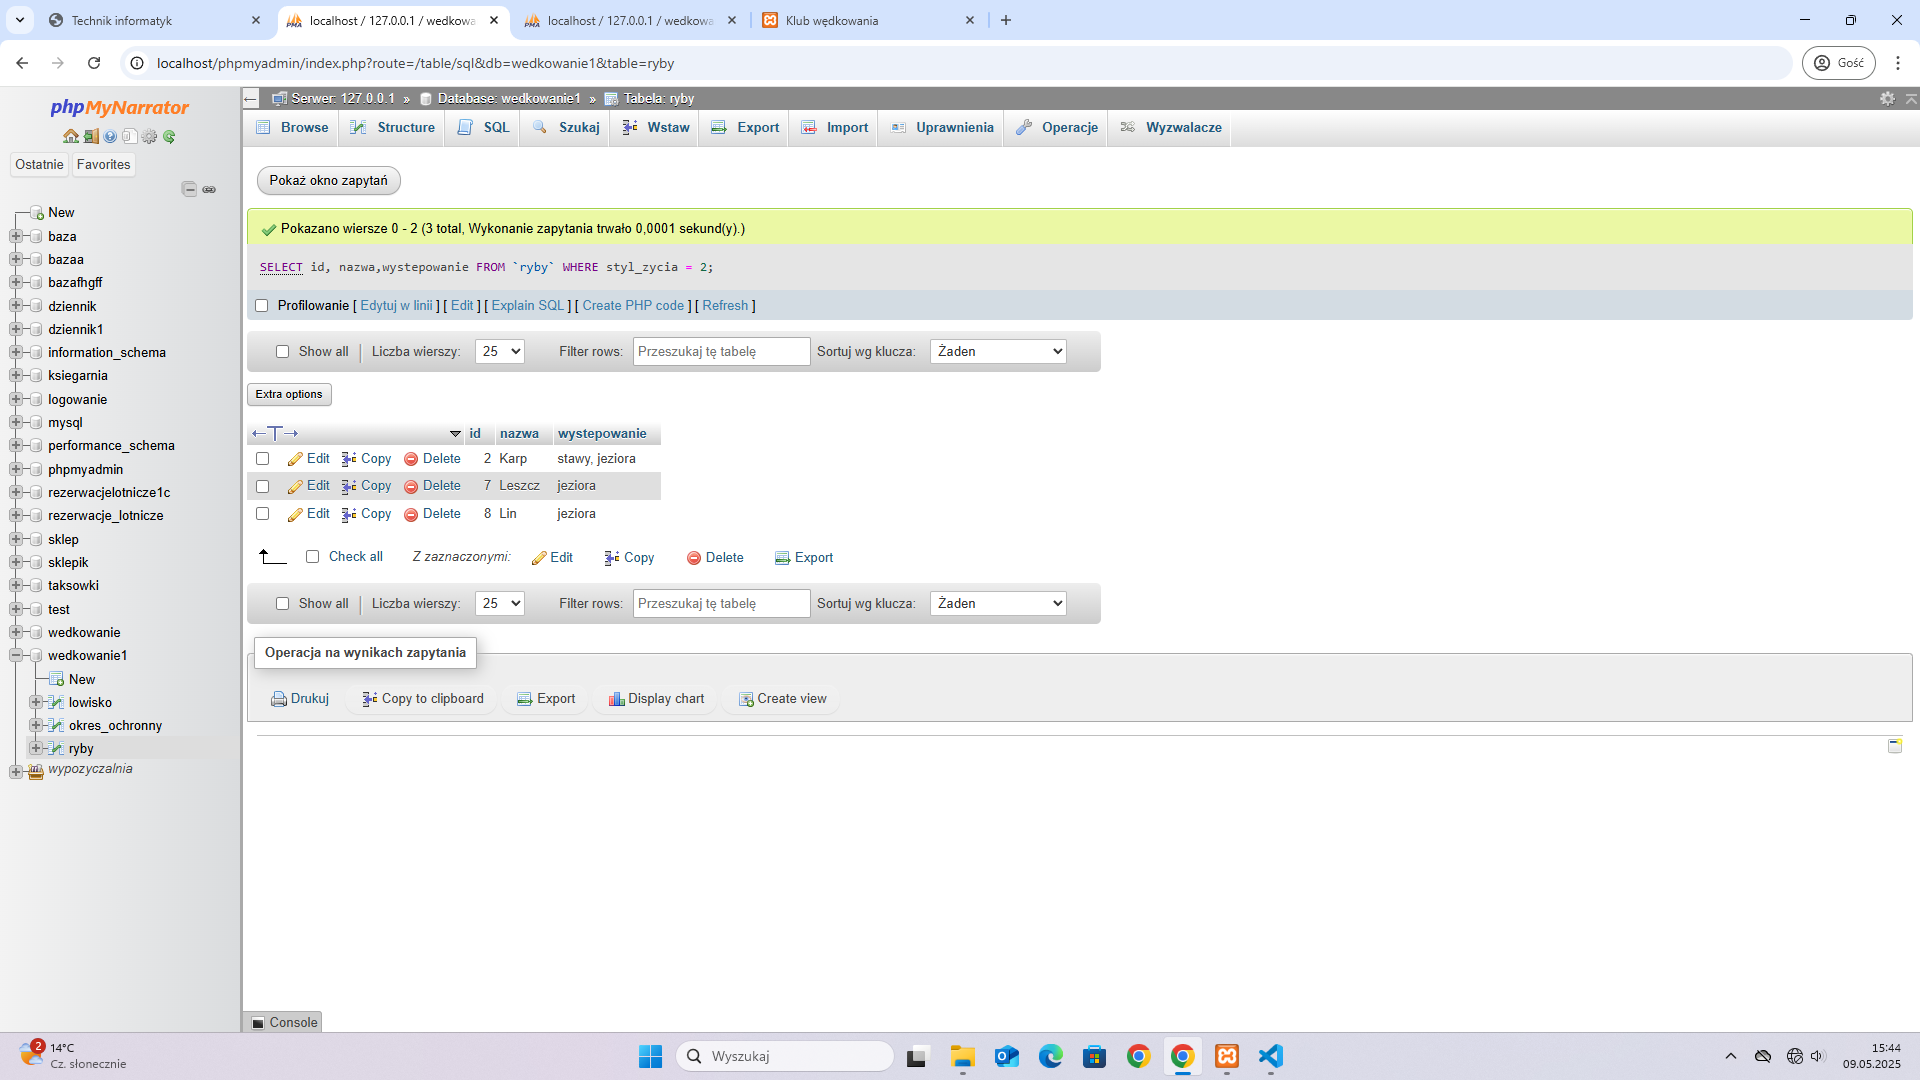 Technik informatyk
localhost / 127.0.0.1 / wedkowa
localhost / 127.0.0.1 / wedkowa
Klub wędkowania
localhost/phpmyadmin/index.php?route=/table/sql&db=wedkowanie1&table=ryby
Gość
phpMyNarrator
Ostatnie
Favorites
New
baza
bazaa
bazafhgff
dziennik
dziennik1
information_schema
ksiegarnia
logowanie
mysql
performance_schema
phpmyadmin
rezerwacjelotnicze1c
rezerwacje_lotnicze
sklep
sklepik
taksowki
test
wedkowanie
wedkowanie1
New
lowisko
okres_ochronny
ryby
wypozyczalnia
Serwer: 127.0.0.1 » Database: wedkowanie1 » Tabela: ryby
Browse Structure SQL Szukaj Wstaw Export Import Uprawnienia Operacje Wyzwalacze
Pokaż okno zapytań
Pokazano wiersze 0 - 2 (3 total, Wykonanie zapytania trwało 0,0001 sekund(y).)
SELECT id, nazwa,wystepowanie FROM `ryby` WHERE styl_zycia = 2;
Profilowanie [ Edytuj w linii ] [ Edit ] [ Explain SQL ] [ Create PHP code ] [ Refresh ]
Show all Liczba wierszy: 25 Filter rows: Przeszukaj tę tabelę Sortuj wg klucza: Żaden
Extra options
←T→ id nazwa wystepowanie
Edit Copy Delete 2 Karp stawy, jeziora
Edit Copy Delete 7 Leszcz jeziora
Edit Copy Delete 8 Lin jeziora
Check all Z zaznaczonymi: Edit Copy Delete Export
Show all Liczba wierszy: 25 Filter rows: Przeszukaj tę tabelę Sortuj wg klucza: Żaden
Operacja na wynikach zapytania
Drukuj Copy to clipboard Export Display chart Create view
Console
2
14°C
Cz. słonecznie
Wyszukaj
15:44
09.05.2025